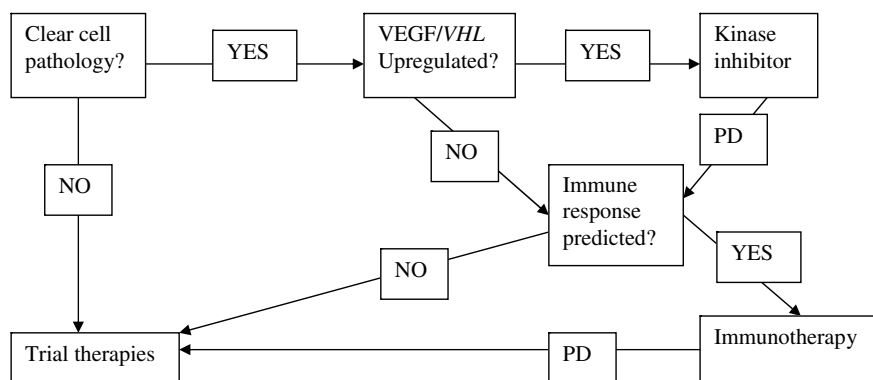 Clear cell
pathology?
YES
VEGF/VHL
Upregulated?
YES
Kinase
inhibitor
NO
NO
PD
Immune
response
predicted?
NO
YES
Trial therapies
PD
Immunotherapy